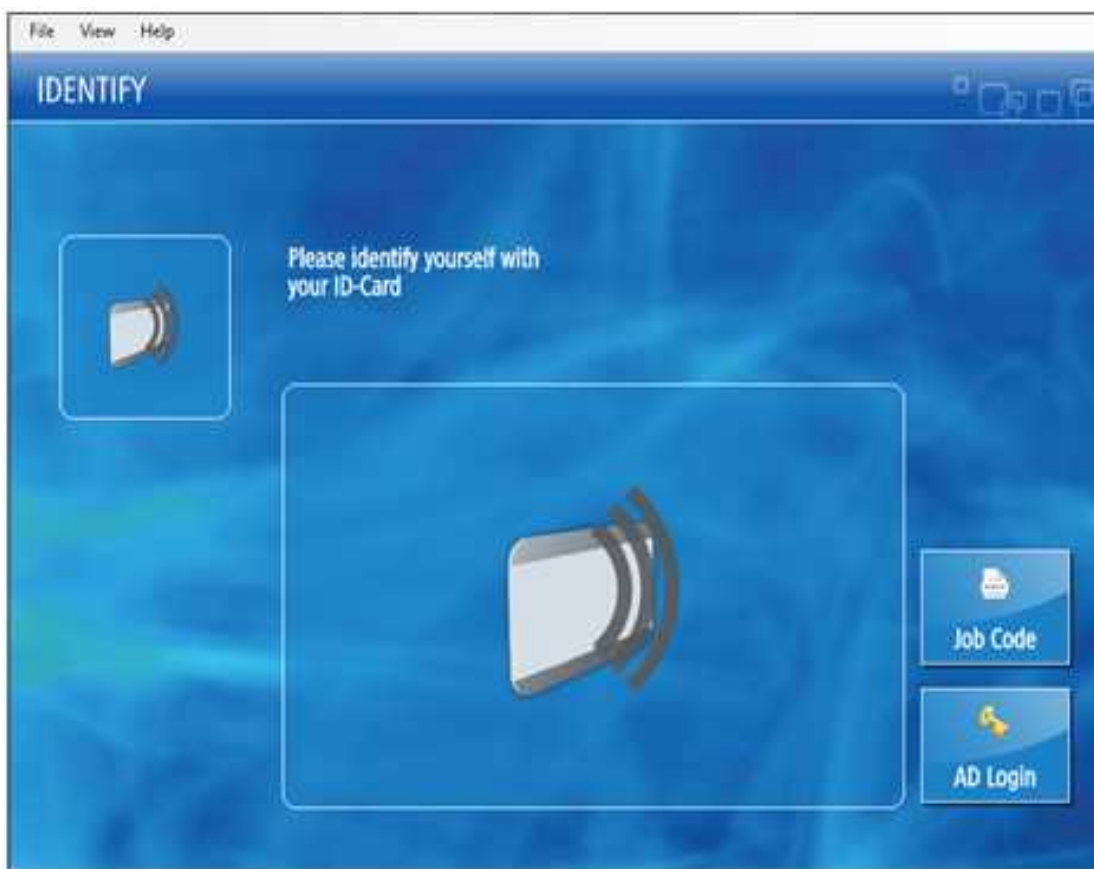 File View Help
IDENTIFY
Please identify yourself with
your ID-Card
Job Code
AD Login